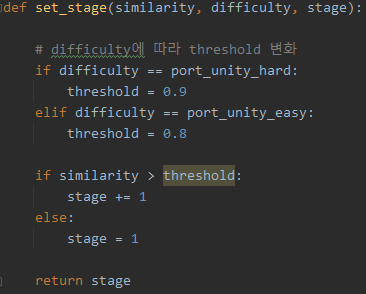 def set_stage(similarity, difficulty, stage):
# difficulty에 따라 threshold 변화
if difficulty == port_unity_hard:
threshold = 0.9
elif difficulty == port_unity_easy:
threshold = 0.8
if similarity > threshold:
stage += 1
else:
stage = 1
return stage